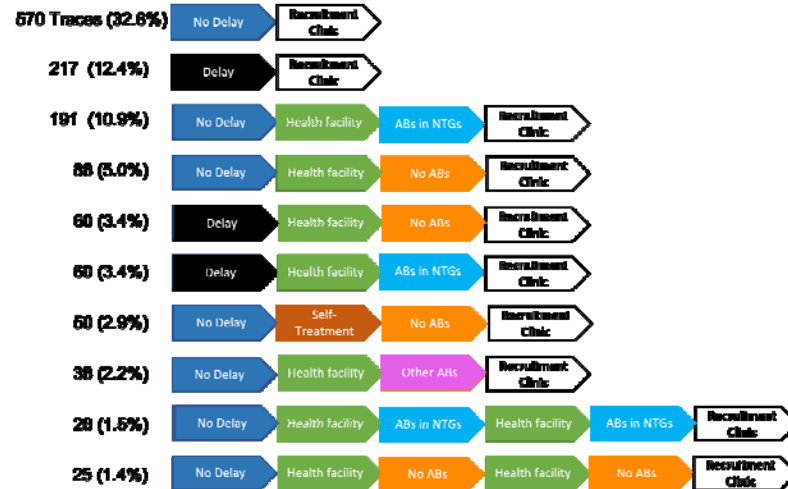 570 Traces (32.6%) No Delay Recruitment Clinic
217 (12.4%) Delay Recruitment Clinic
191 (10.9%) No Delay Health facility ABs in NTGs Recruitment Clinic
88 (5.0%) No Delay Health facility No ABs Recruitment Clinic
60 (3.4%) Delay Health facility No ABs Recruitment Clinic
60 (3.4%) Delay Health facility ABs in NTGs Recruitment Clinic
50 (2.9%) No Delay Self-Treatment No ABs Recruitment Clinic
(2.2%) No Delay Health facility Other ABs Recruitment Clinic
No Delay Health facility ABs in NTGs Health facility ABs in NTGs Recruitment Clinic
25 (1.4%) No Delay Health facility No ABs Health facility No ABs Recruitment Clinic